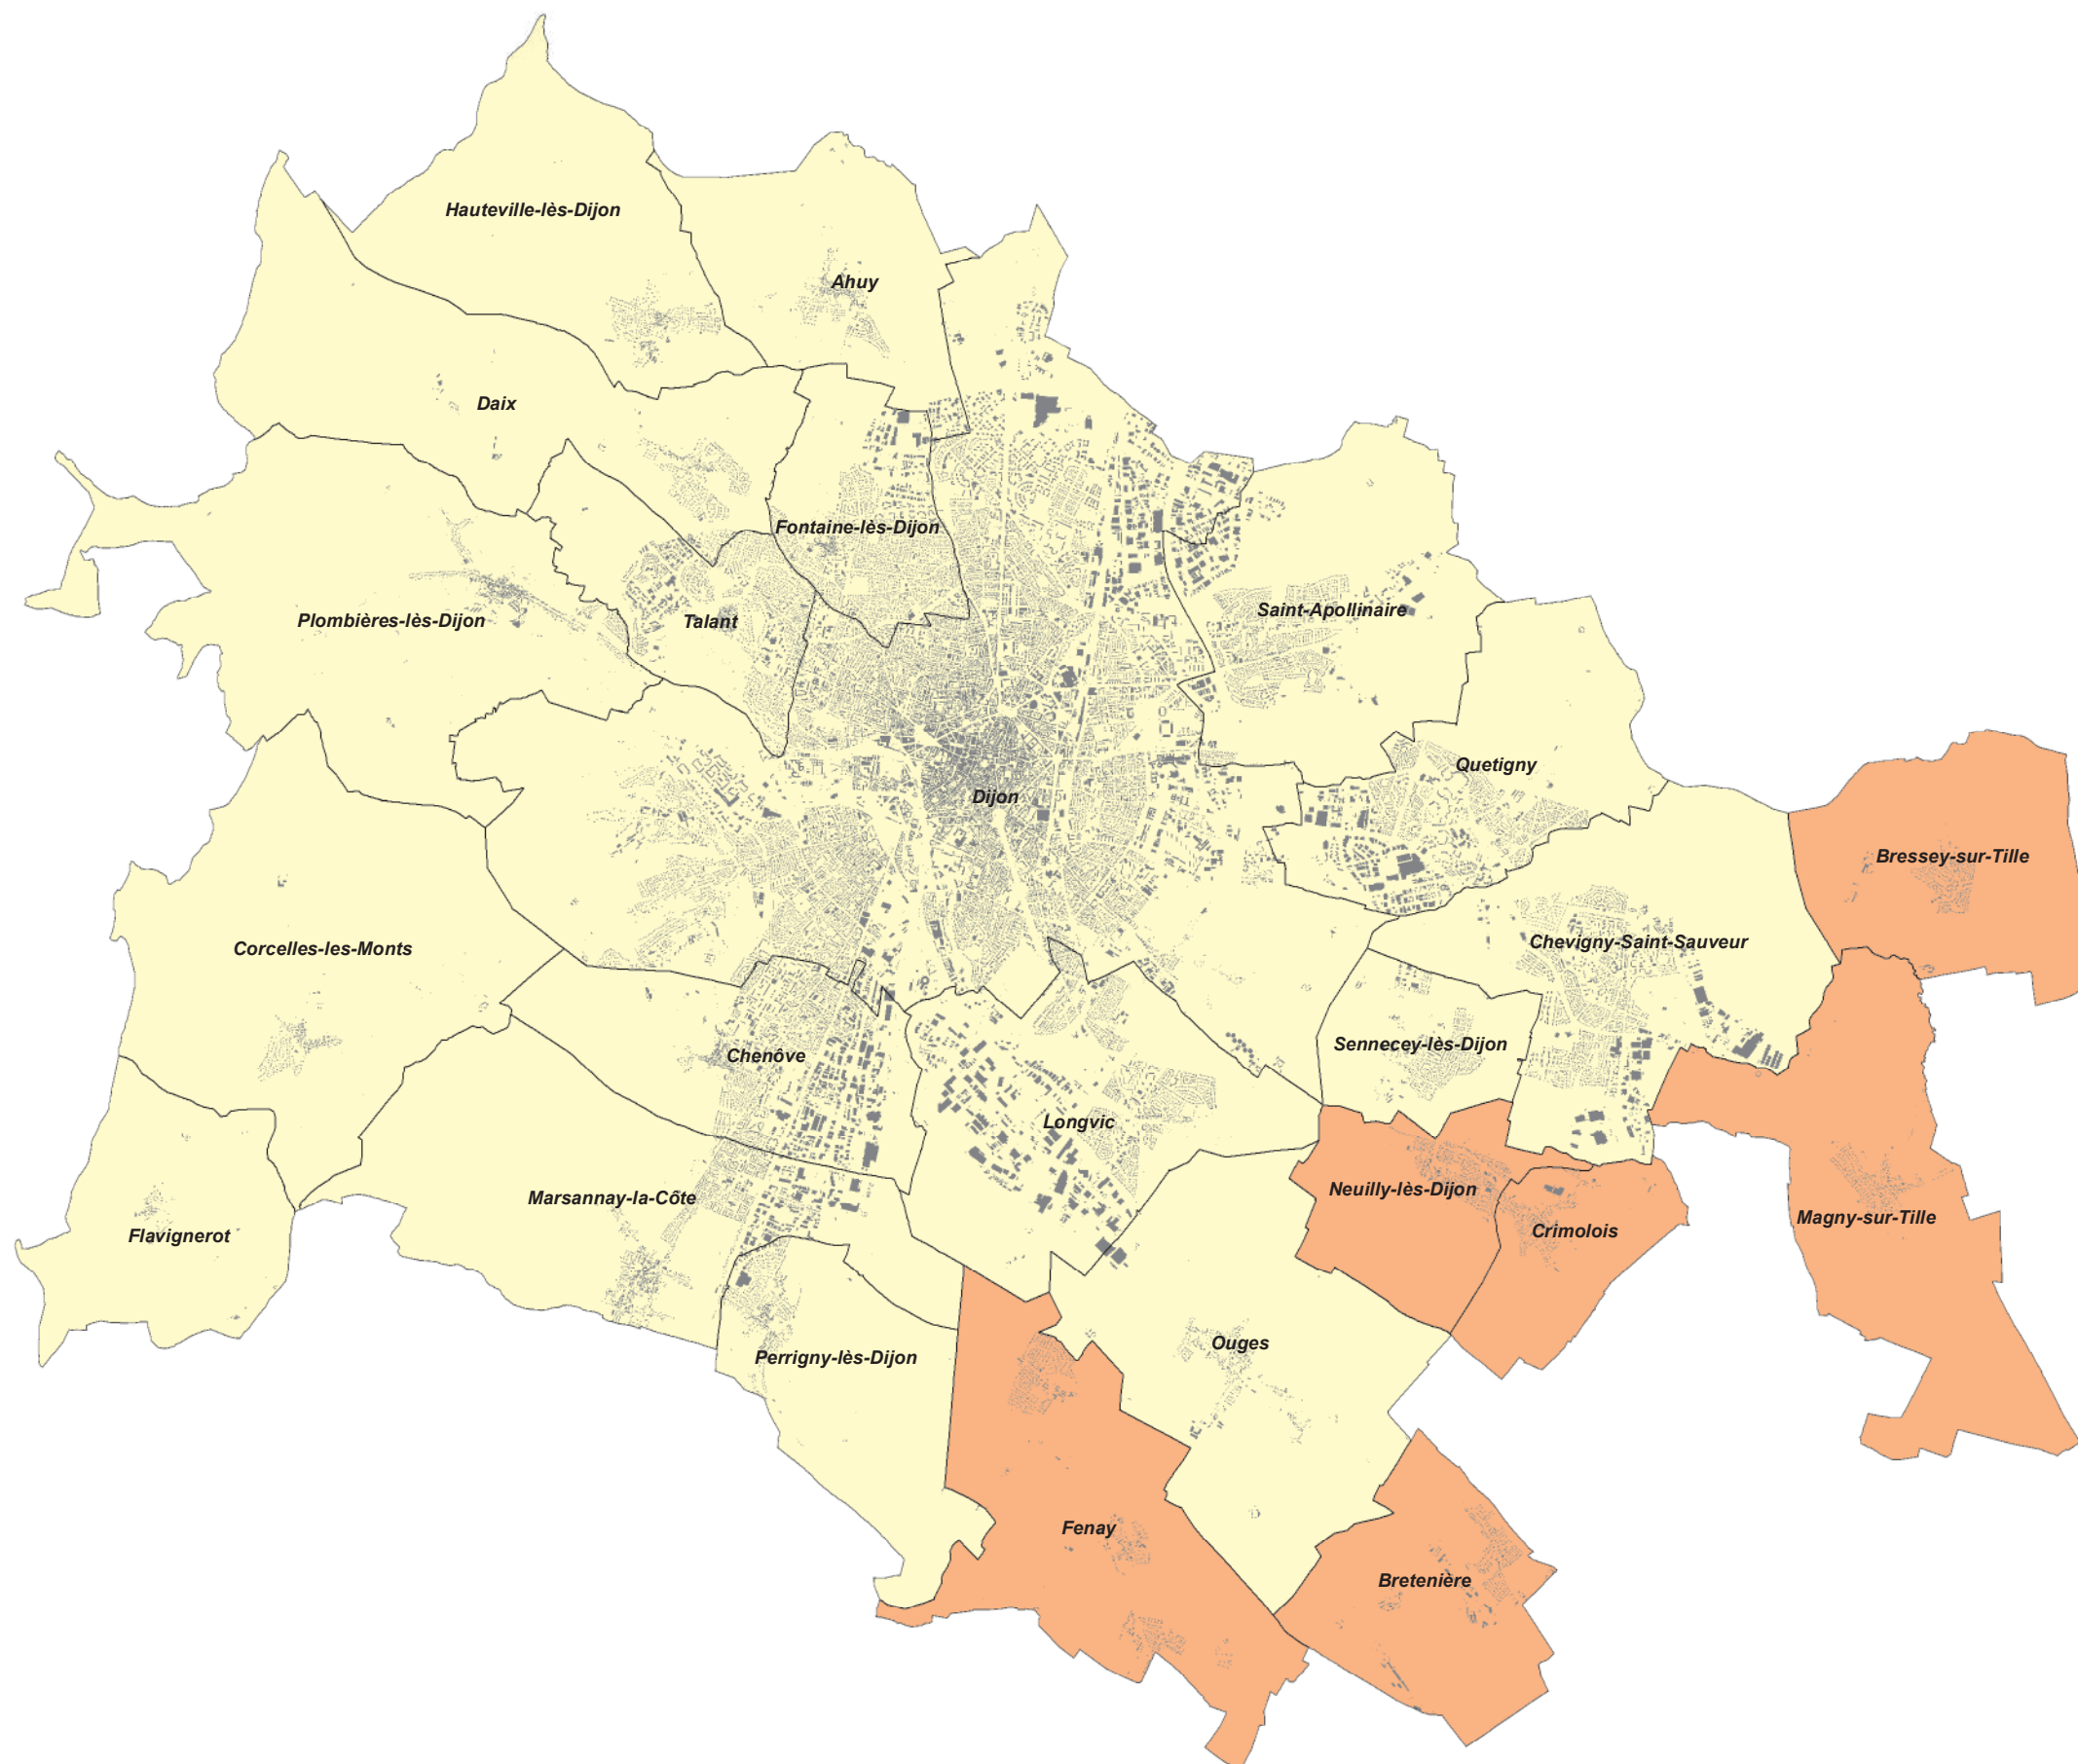 Hauteville-lès-Dijon
Ahuy
Daix
Fontaine-lès-Dijon
Plombières-lès-Dijon
Talant
Saint-Apollinaire
Quetigny
Dijon
Bressey-sur-Tille
Corcelles-les-Monts
Chevigny-Saint-Sauveur
Sennecey-lès-Dijon
Chenôve
Longvic
Neuilly-lès-Dijon
Marsannay-la-Côte
Magny-sur-Tille
Crimolois
Flavignerot
Ouges
Perrigny-lès-Dijon
Fenay
Bretenière